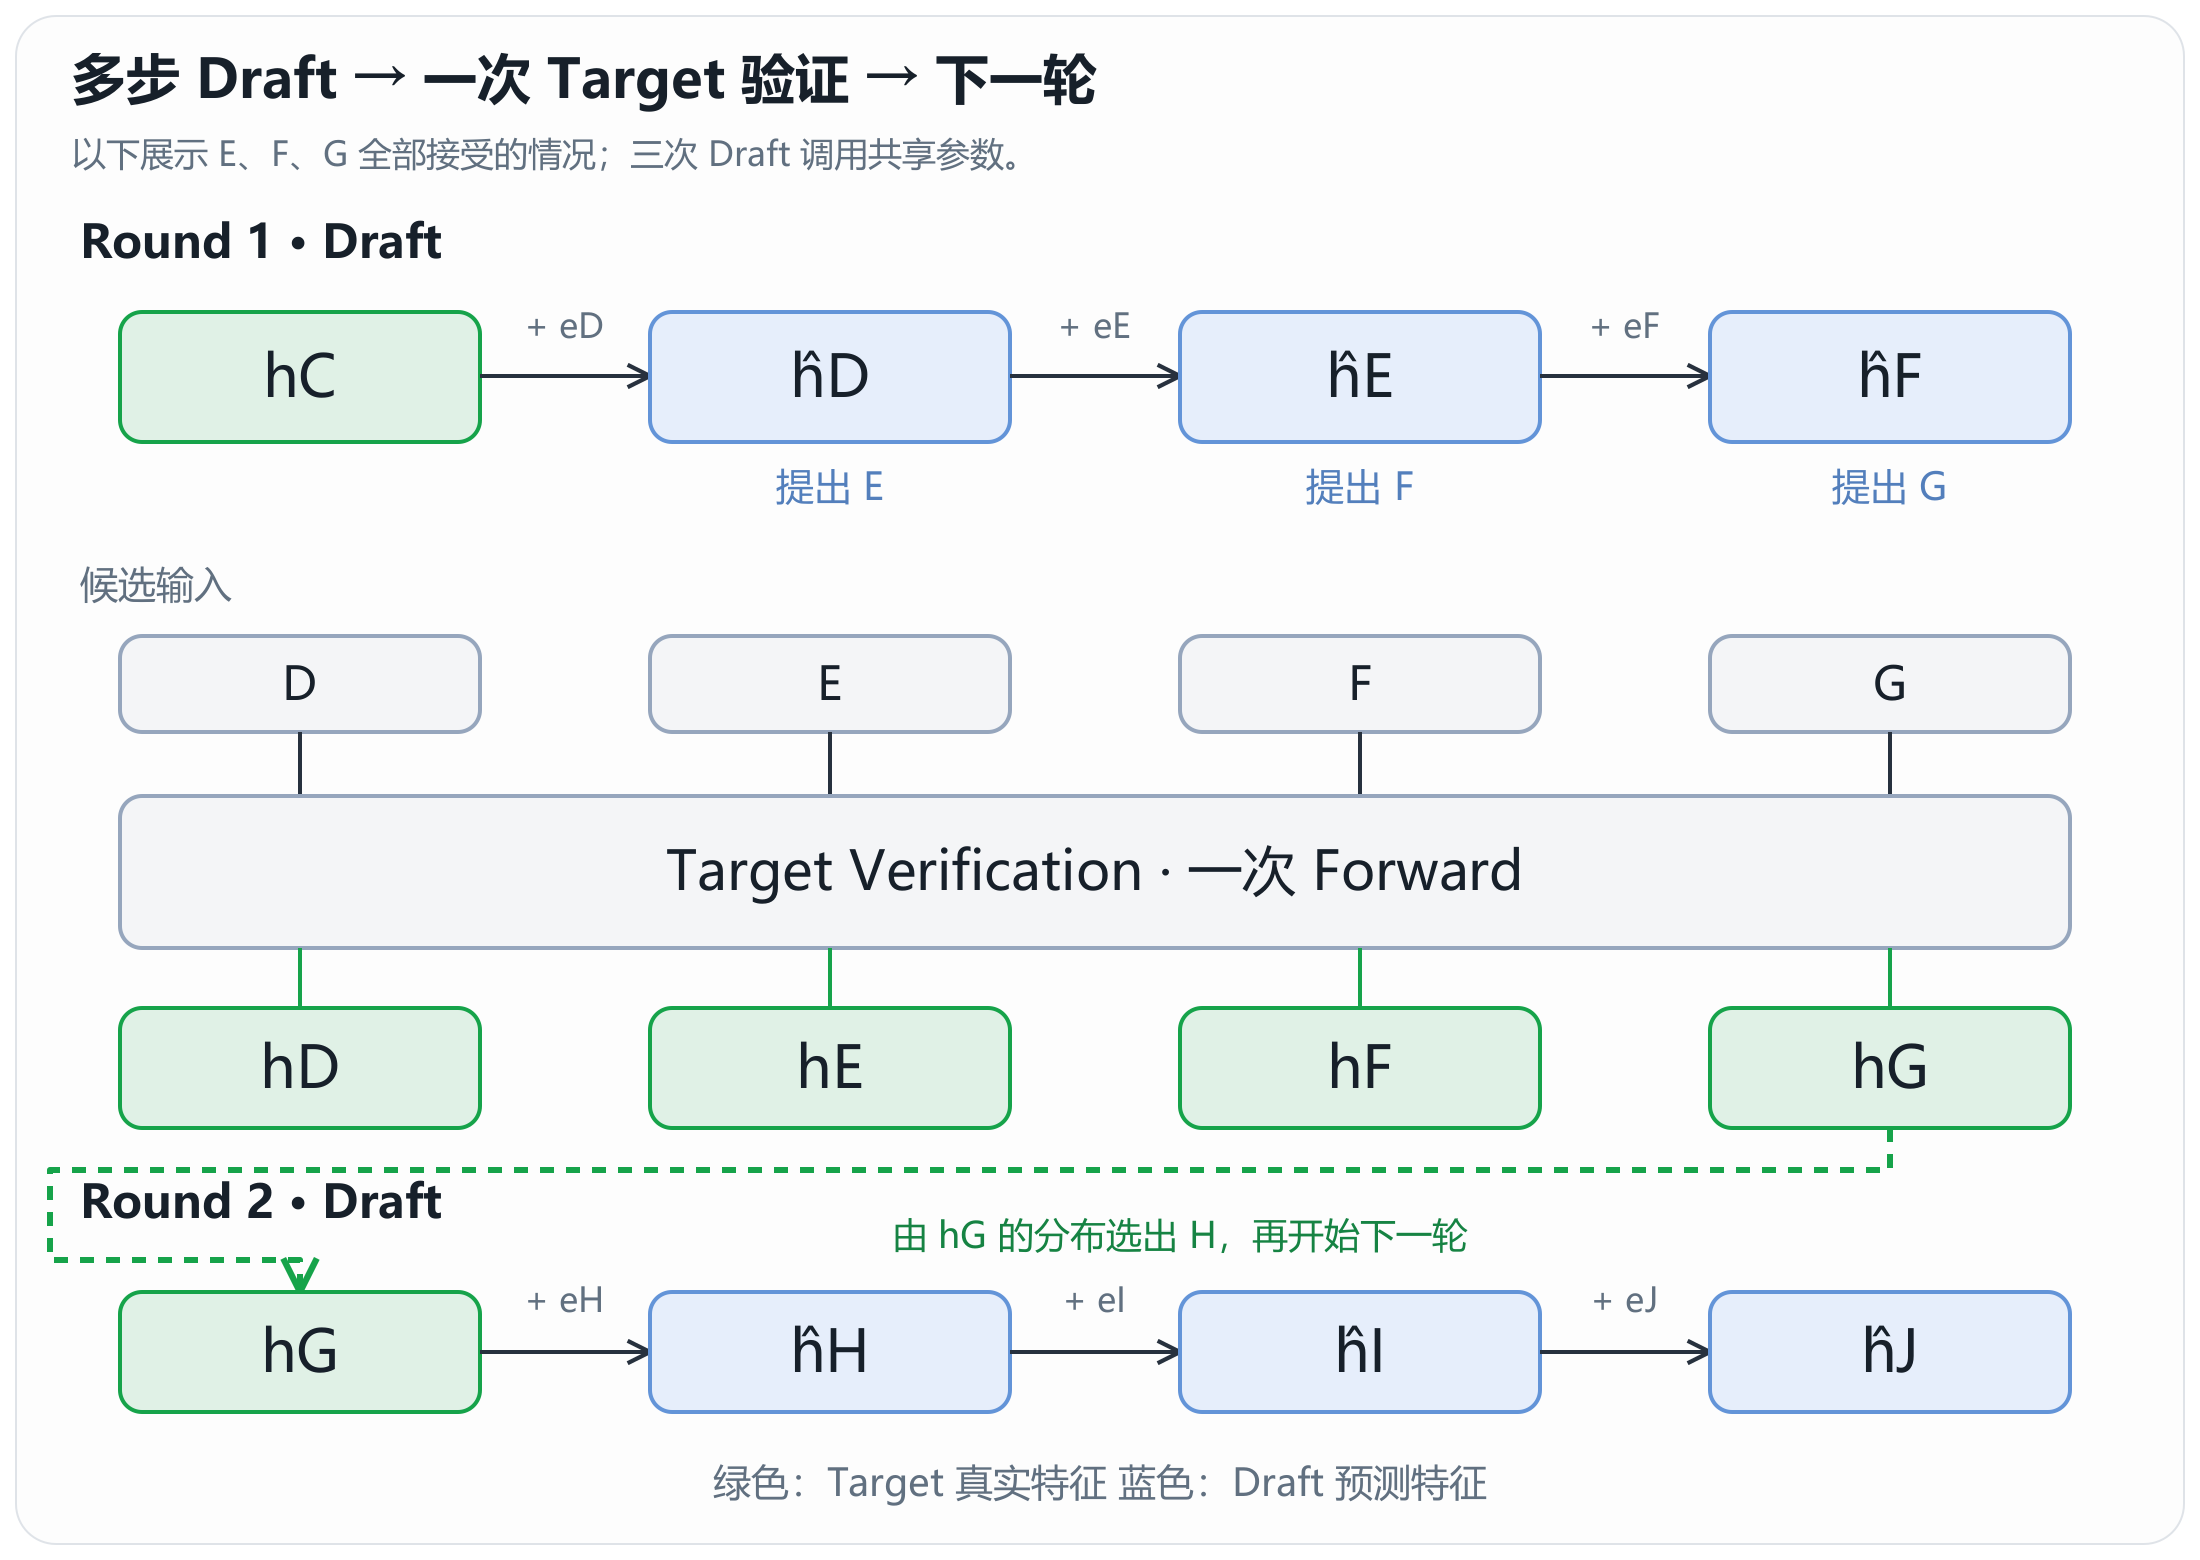 多步 Draft → 一次 Target 验证 → 下一轮
以下展示 E、F、G 全部接受的情况；三次 Draft 调用共享参数。
Round 1 • Draft
+ eD
+ eE
+ eF
hC
ĥD
ĥE
ĥF
提出 E
提出 F
提出 G
候选输入
D
E
F
G
Target Verification · 一次 Forward
hD
hE
hF
hG
Round 2 • Draft
由 hG 的分布选出 H，再开始下一轮
+ eH
+ eI
+ eJ
hG
ĥH
ĥI
ĥJ
绿色：Target 真实特征 蓝色：Draft 预测特征